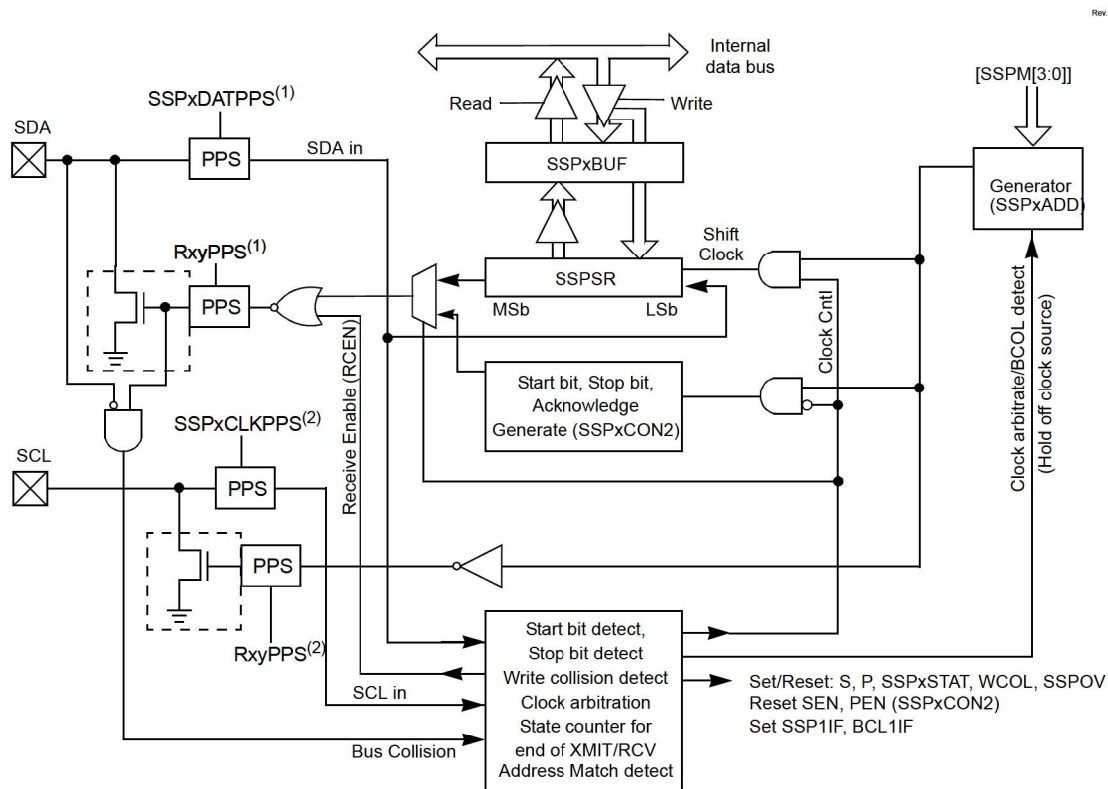 Rev.
Internal
data bus
[SSPM[3:0]]
SSPxDATPPS(1)
Read
Write
SDA
PPS
SDA in
SSPxBUF
Generator
(SSPxADD)
RxyPPS(1)
Shift
Clock
PPS
SSPSR
MSb
LSb
Clock Cntl
Clock arbitrate/BCOL detect
(Hold off clock source)
Receive Enable (RCEN)
Start bit, Stop bit,
Acknowledge
Generate (SSPxCON2)
SSPxCLKPPS(2)
SCL
PPS
PPS
RxyPPS(2)
Start bit detect,
Stop bit detect
Write collision detect
Clock arbitration
State counter for
end of XMIT/RCV
Address Match detect
SCL in
Bus Collision
Set/Reset: S, P, SSPxSTAT, WCOL, SSPOV
Reset SEN, PEN (SSPxCON2)
Set SSP1IF, BCL1IF